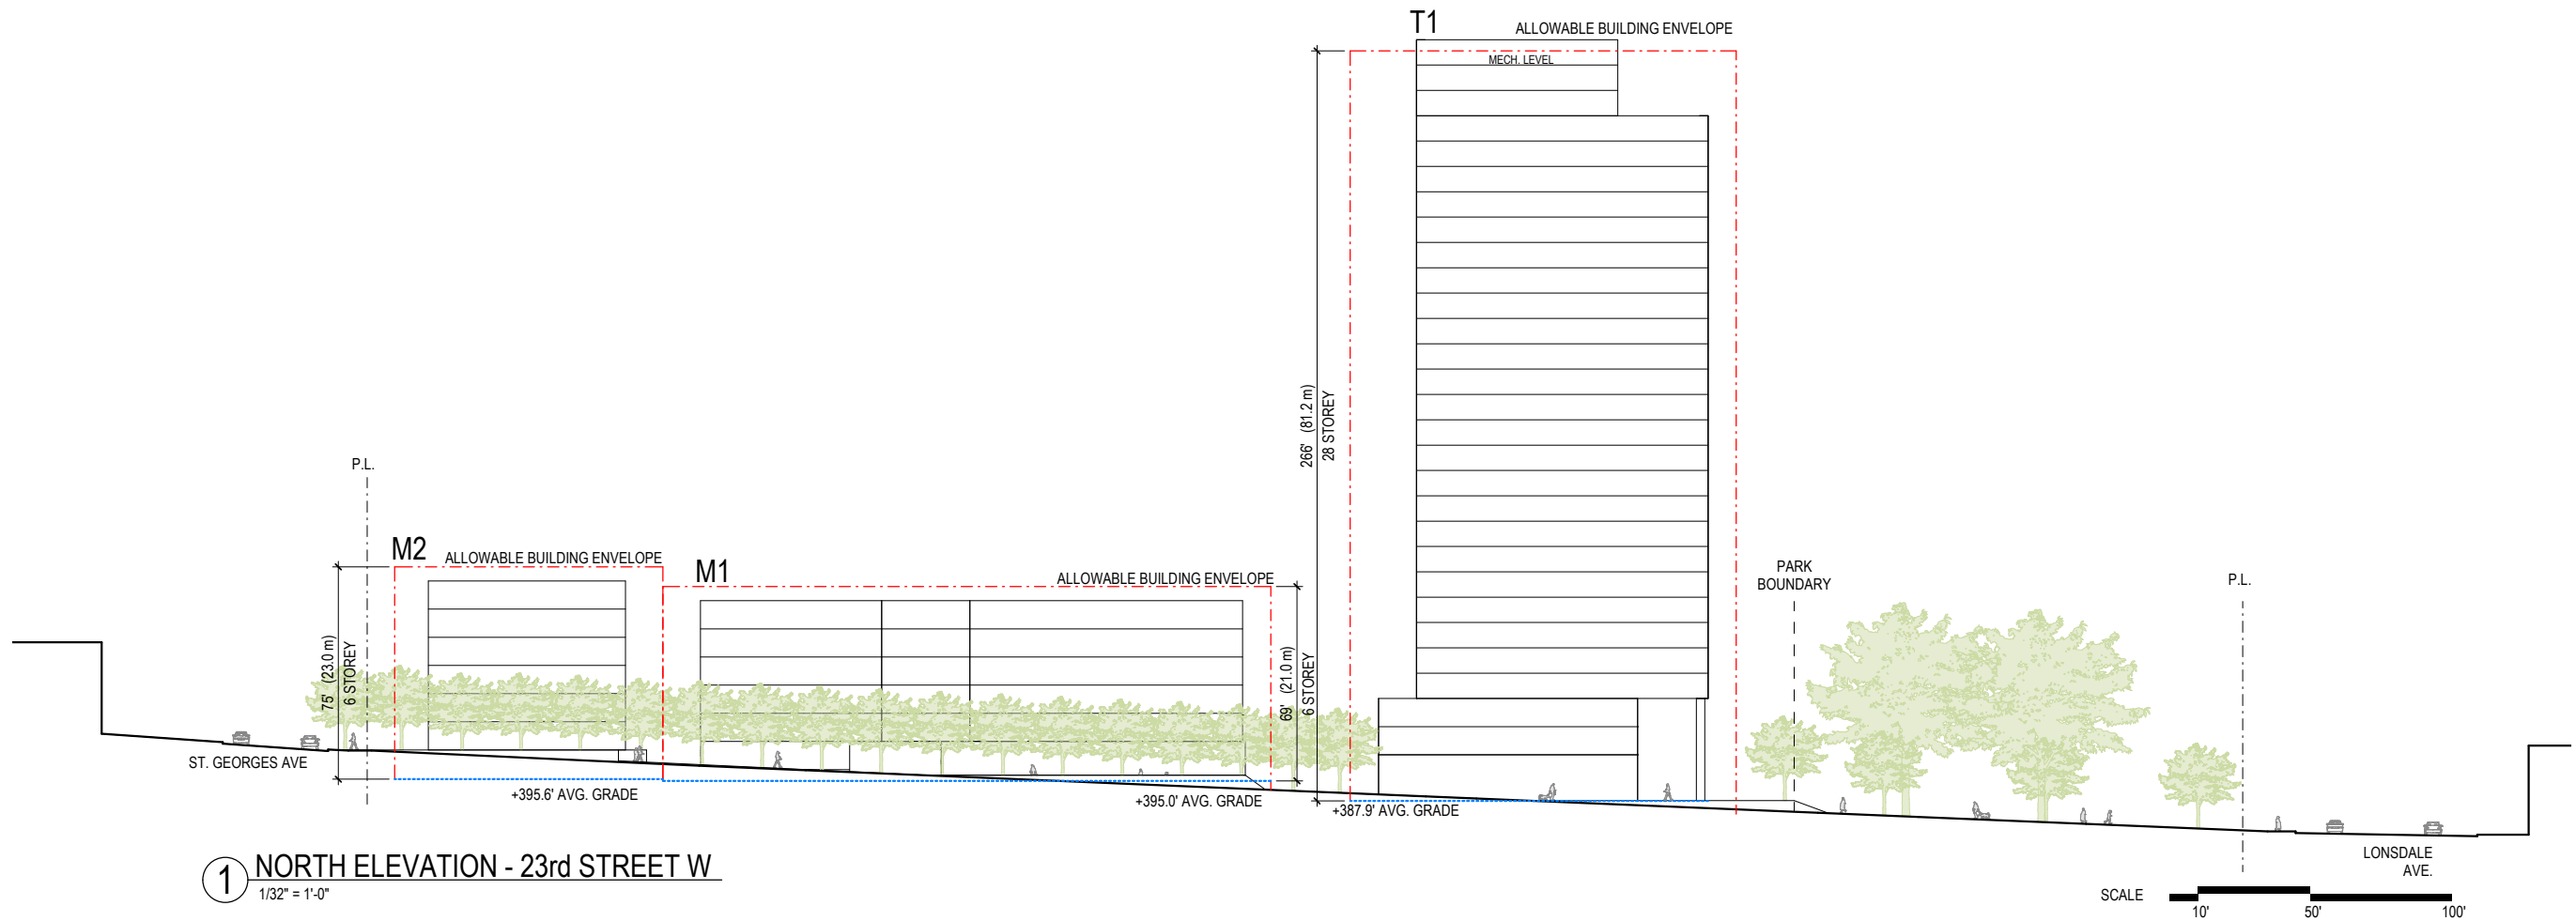 T1
ALLOWABLE BUILDING ENVELOPE
MECH. LEVEL
266' (81.2 m)
28 STOREY
P.L.
M2
ALLOWABLE BUILDING ENVELOPE
M1
ALLOWABLE BUILDING ENVELOPE
PARK
BOUNDARY
P.L.
75' (23.0 m)
6 STOREY
69' (21.0 m)
6 STOREY
ST. GEORGES AVE
+395.6' AVG. GRADE
+395.0' AVG. GRADE
+387.9' AVG. GRADE
LONSDALE
AVE.
1 NORTH ELEVATION - 23rd STREET W
1/32" = 1'-0"
SCALE
10' 50' 100'